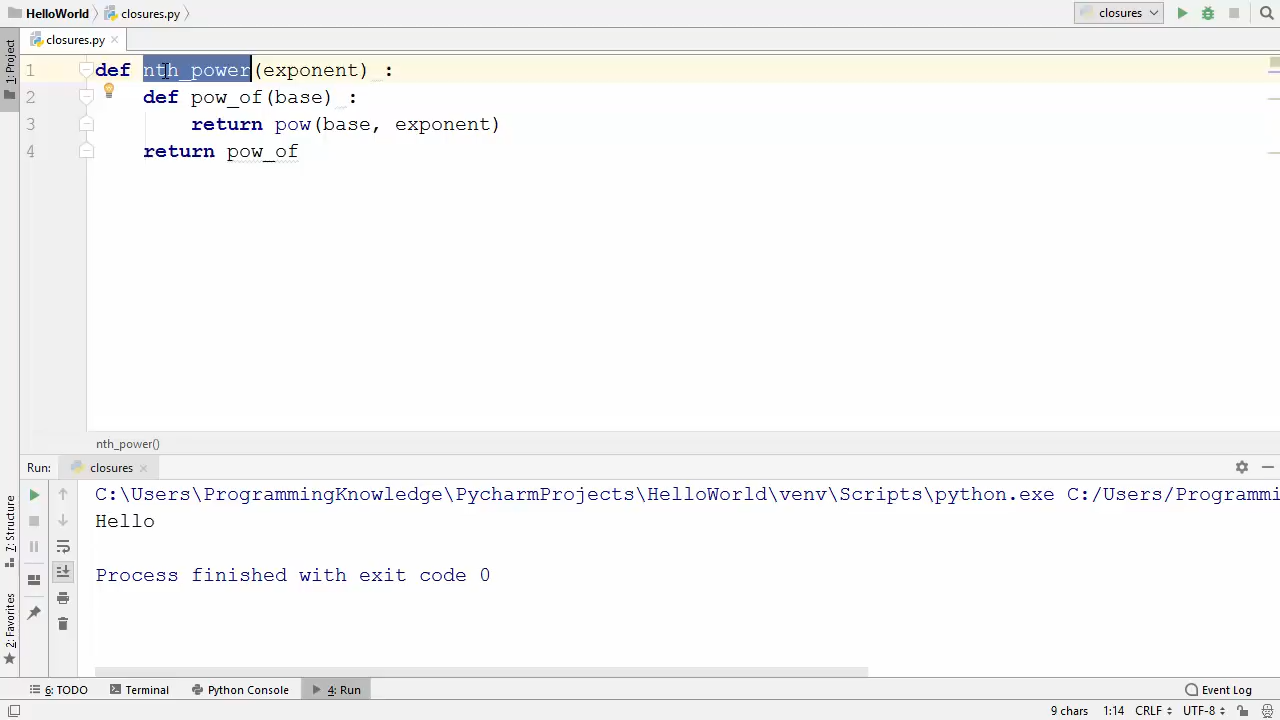 HelloWorld closures.py closures
1: Project
closures.py
1 def nth_power(exponent) :
2 def pow_of(base) :
3 return pow(base, exponent)
4 return pow_of
nth_power()
Run: closures
C:\Users\ProgrammingKnowledge\PycharmProjects\HelloWorld\venv\Scripts\python.exe C:/Users/Programmi
Hello
Process finished with exit code 0
7: Structure
2: Favorites
6: TODO Terminal Python Console 4: Run Event Log
9 chars 1:14 CRLF UTF-8